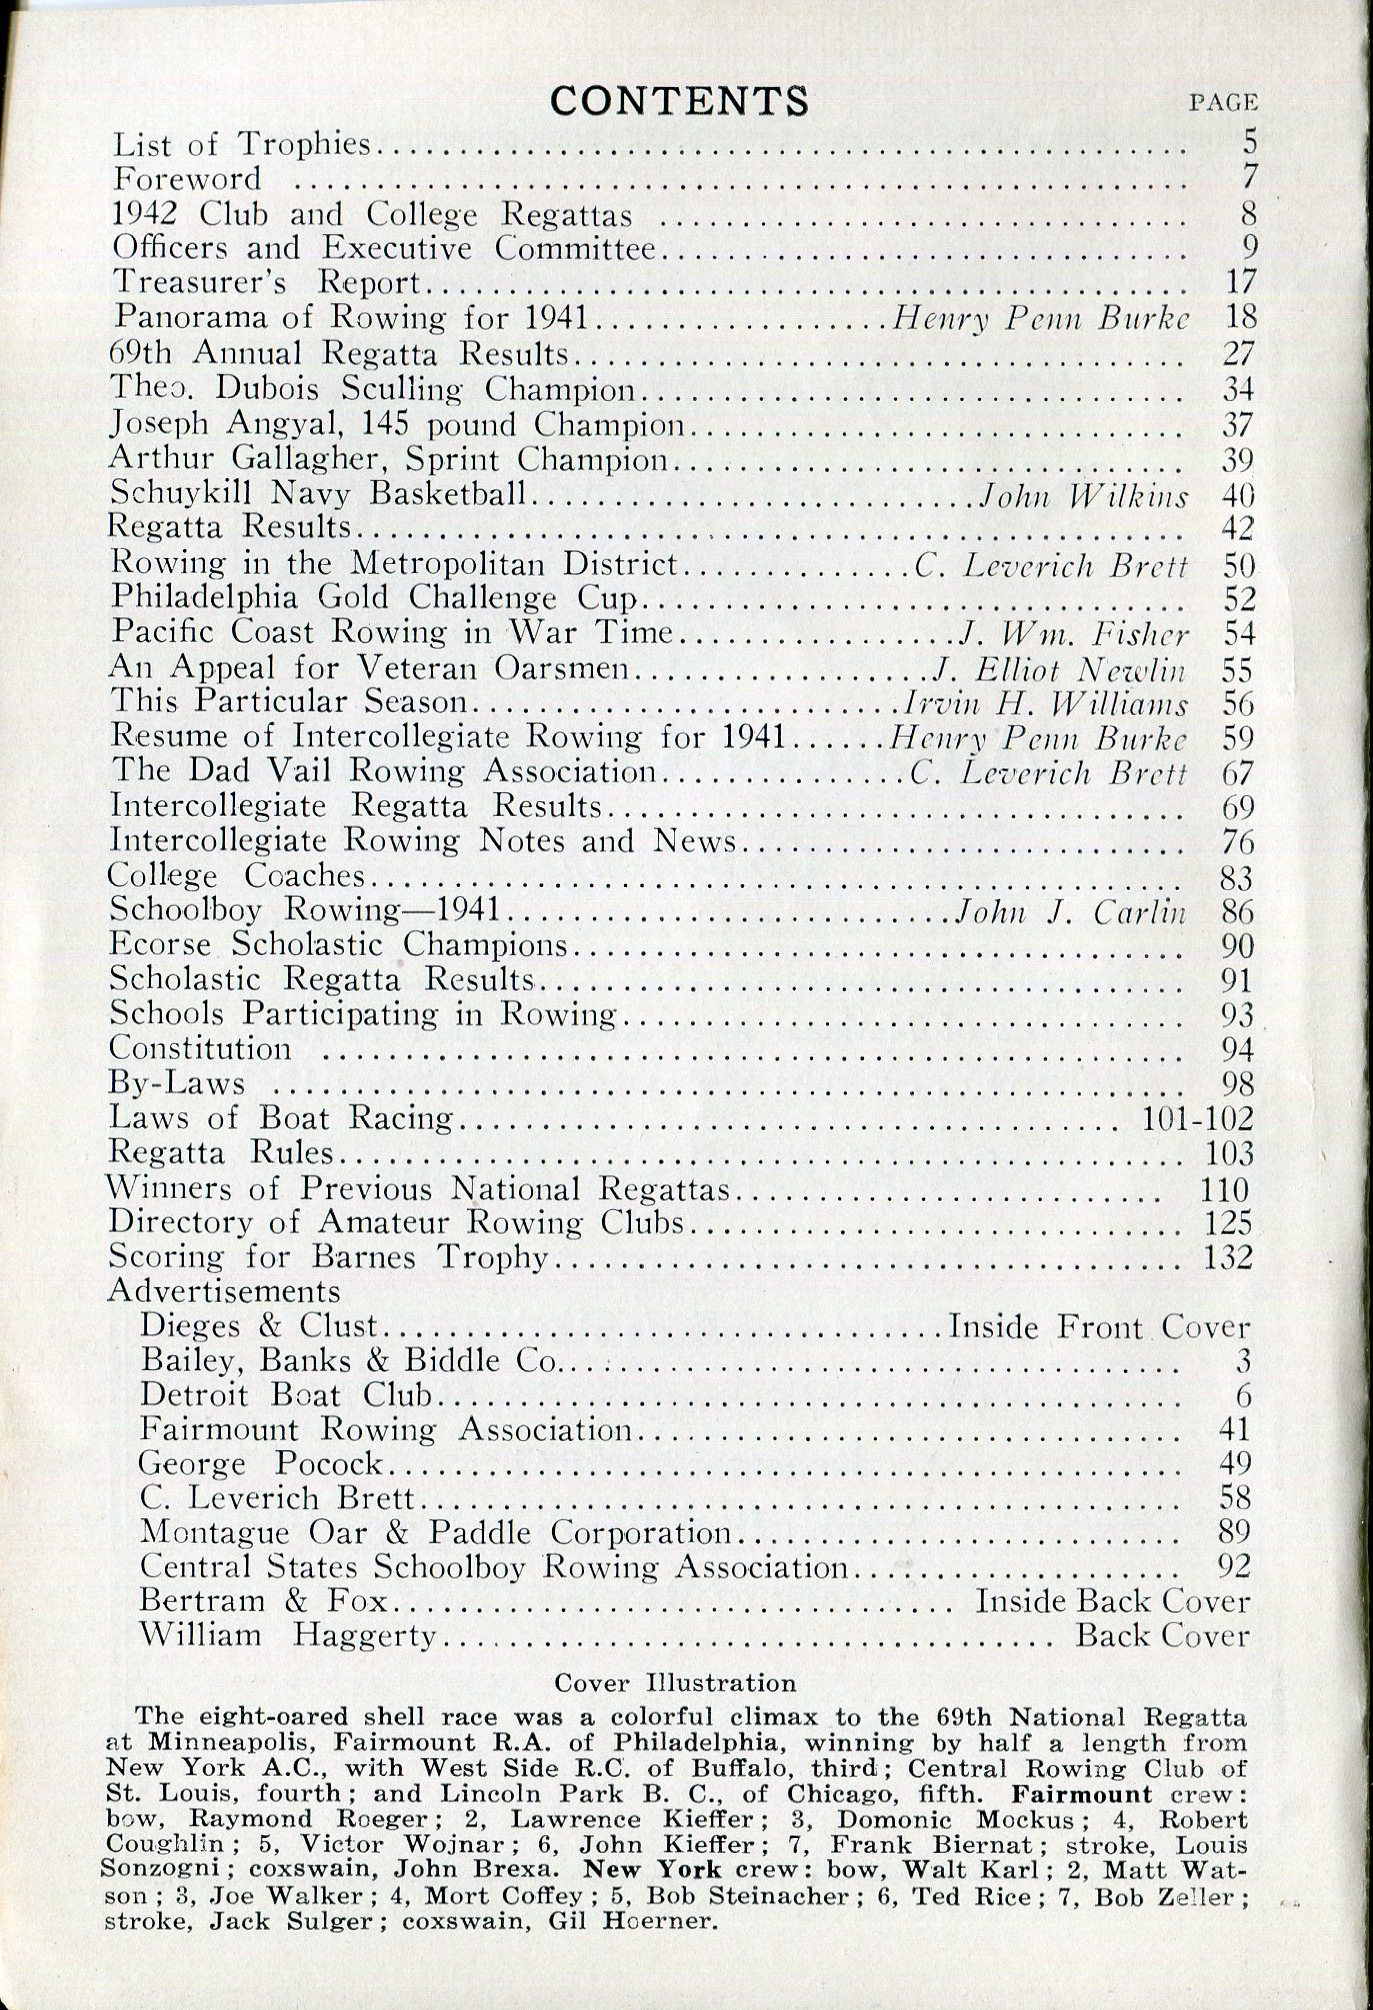 CONTENTS PAGE
List of Trophies.................................................... 5
Foreword ...................................................... 7
1942 Club and College Regattas ................................ 8
Officers and Executive Committee................................ 9
Treasurer's Report.............................................. 17
Panorama of Rowing for 1941..................Henry Penn Burke 18
69th Annual Regatta Results..................................... 27
Theo. Dubois Sculling Champion................................. 34
Joseph Angyal, 145 pound Champion.............................. 37
Arthur Gallagher, Sprint Champion............................... 39
Schuykill Navy Basketball...........................John Wilkins 40
Regatta Results.................................................. 42
Rowing in the Metropolitan District..............C. Leverich Brett 50
Philadelphia Gold Challenge Cup................................. 52
Pacific Coast Rowing in War Time.................J. Wm. Fisher 54
An Appeal for Veteran Oarsmen..................J. Elliot Newlin 55
This Particular Season..........................Irvin H. Williams 56
Resume of Intercollegiate Rowing for 1941......Henry Penn Burke 59
The Dad Vail Rowing Association...............C. Leverich Brett 67
Intercollegiate Regatta Results................................... 69
Intercollegiate Rowing Notes and News........................... 76
College Coaches................................................. 83
Schoolboy Rowing—1941...........................John J. Carlin 86
Ecorse Scholastic Champions..................................... 90
Scholastic Regatta Results....................................... 91
Schools Participating in Rowing.................................. 93
Constitution .................................................... 94
By-Laws ....................................................... 98
Laws of Boat Racing........................................ 101-102
Regatta Rules................................................... 103
Winners of Previous National Regattas.......................... 110
Directory of Amateur Rowing Clubs.............................. 125
Scoring for Barnes Trophy...................................... 132
Advertisements
Dieges & Clust..................................Inside Front Cover
Bailey, Banks & Biddle Co...................................... 3
Detroit Boat Club............................................. 6
Fairmount Rowing Association................................. 41
George Pocock................................................ 49
C. Leverich Brett.............................................. 58
Montague Oar & Paddle Corporation........................... 89
Central States Schoolboy Rowing Association.................... 92
Bertram & Fox.................................. Inside Back Cover
William Haggerty..................................... Back Cover
Cover Illustration
The eight-oared shell race was a colorful climax to the 69th National Regatta
at Minneapolis, Fairmount R.A. of Philadelphia, winning by half a length from
New York A.C., with West Side R.C. of Buffalo, third; Central Rowing Club of
St. Louis, fourth; and Lincoln Park B. C., of Chicago, fifth. Fairmount crew:
bow, Raymond Roeger; 2, Lawrence Kieffer; 3, Domonic Mockus; 4, Robert
Coughlin; 5, Victor Wojnar; 6, John Kieffer; 7, Frank Biernat; stroke, Louis
Sonzogni; coxswain, John Brexa. New York crew: bow, Walt Karl; 2, Matt Wat-
son; 3, Joe Walker; 4, Mort Coffey; 5, Bob Steinacher; 6, Ted Rice; 7, Bob Zeller;
stroke, Jack Sulger; coxswain, Gil Hoerner.